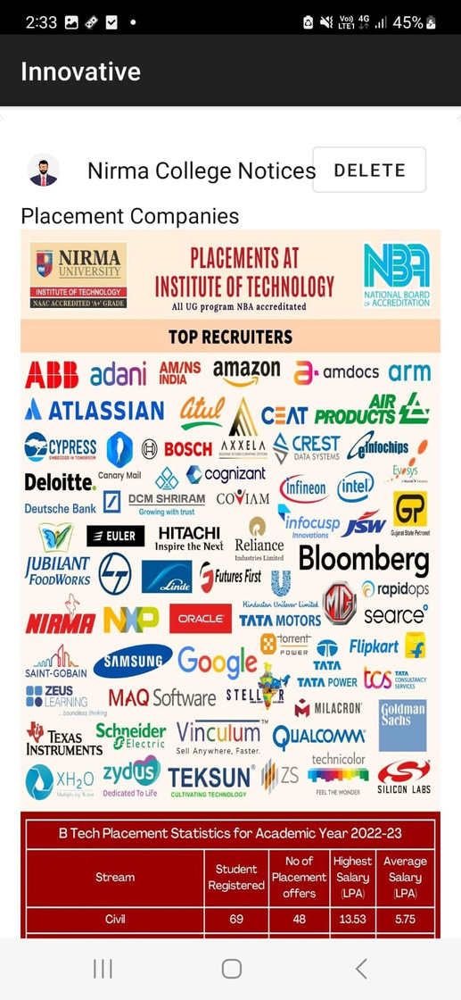 2:33
Vo)) 4G
LTE1
45%
Innovative
Nirma College Notices
DELETE
Placement Companies
NIRMA
UNIVERSITY
INSTITUTE OF TECHNOLOGY
NAAC ACCREDITED 'A+' GRADE
PLACEMENTS AT
INSTITUTE OF TECHNOLOGY
All UG program NBA accreditated
NBA
NATIONAL BOARD
OF ACCREDITATION
TOP RECRUITERS
ABB
adani
AM/NS
INDIA
amazon
amdocs
arm
ATLASSIAN
atul
CEAT
AIR
PRODUCTS
CYPRESS
EMBEDDED IN TOMORROW
Canary Mail
BOSCH
AXXELA
CREST
DATA SYSTEMS
eInfochips
Evosys
Deloitte.
cognizant
infineon
intel
Deutsche Bank
DCM SHRIRAM
Growing with trust
COVIAM
infocusp
Innovations
JSW
GP
Gujarat State Petronet
JUBILANT
FOODWORKS
EULER
HITACHI
Inspire the Next
Reliance
Industries Limited
Bloomberg
Linde
Futures First
Hindustan Unilever Limited
MG
rapidops
searce
NIRMA
NXP
ORACLE
TATA MOTORS
SAINT-GOBAIN
SAMSUNG
Google
torrent
POWER
TATA
Flipkart
ZEUS
LEARNING
...boundless thinking
MAQ Software
STELLAR
TATA POWER
tcs
TATA
CONSULTANCY
SERVICES
MILACRON
Goldman
Sachs
TEXAS
INSTRUMENTS
Schneider
Electric
Vinculum™
Sell Anywhere, Faster.
QUALCOMM
XH₂O
Multiplying Water
zydus
Dedicated To Life
TEKSUN
CULTIVATING TECHNOLOGY
ZS
technicolor
FEEL THE WONDER
SILICON LABS
B Tech Placement Statistics for Academic Year 2022-23
Stream
Student
Registered
No of
Placement
offers
Highest
Salary
(LPA)
Average
Salary
(LPA)
Civil
69
48
13.53
5.75